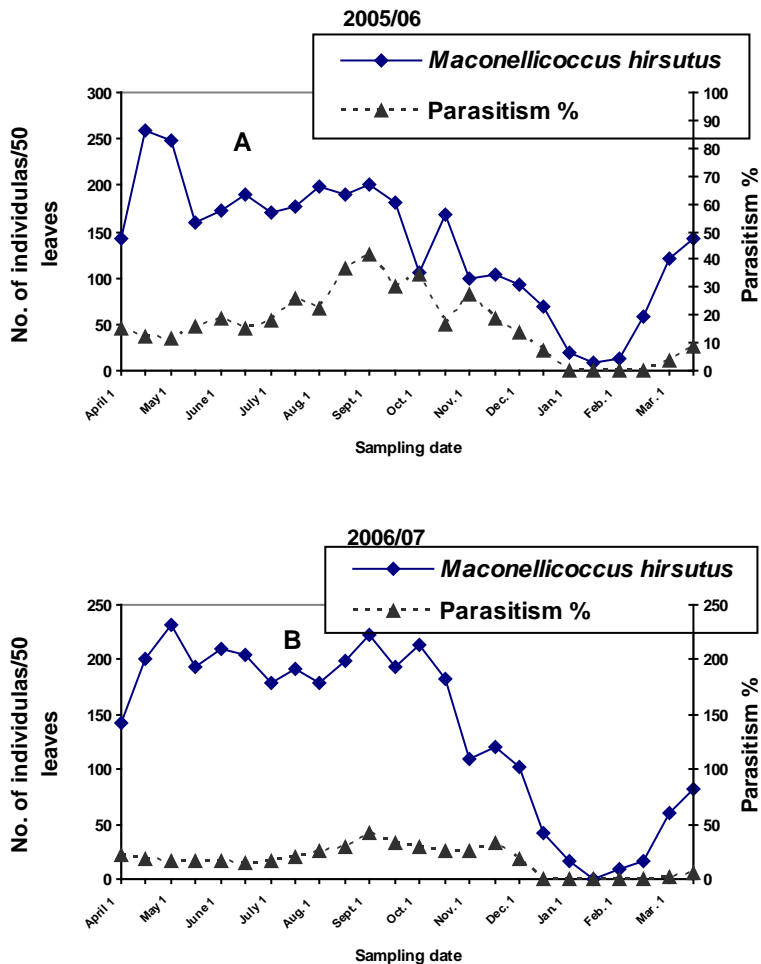 2005/06
Maconellicoccus hirsutus
Parasitism %
A
No. of individulas/50
leaves
300
250
200
150
100
50
0
100
90
80
70
60
50
40
30
20
10
0
Parasitism %
April 1
May 1
June 1
July 1
Aug. 1
Sept. 1
Oct. 1
Nov. 1
Dec. 1
Jan. 1
Feb. 1
Mar. 1
Sampling date
2006/07
Maconellicoccus hirsutus
Parasitism %
B
No. of individulas/50
leaves
250
200
150
100
50
0
250
200
150
100
50
0
Parasitism %
April 1
May 1
June 1
July 1
Aug. 1
Sept. 1
Oct. 1
Nov. 1
Dec. 1
Jan. 1
Feb. 1
Mar. 1
Sampling date